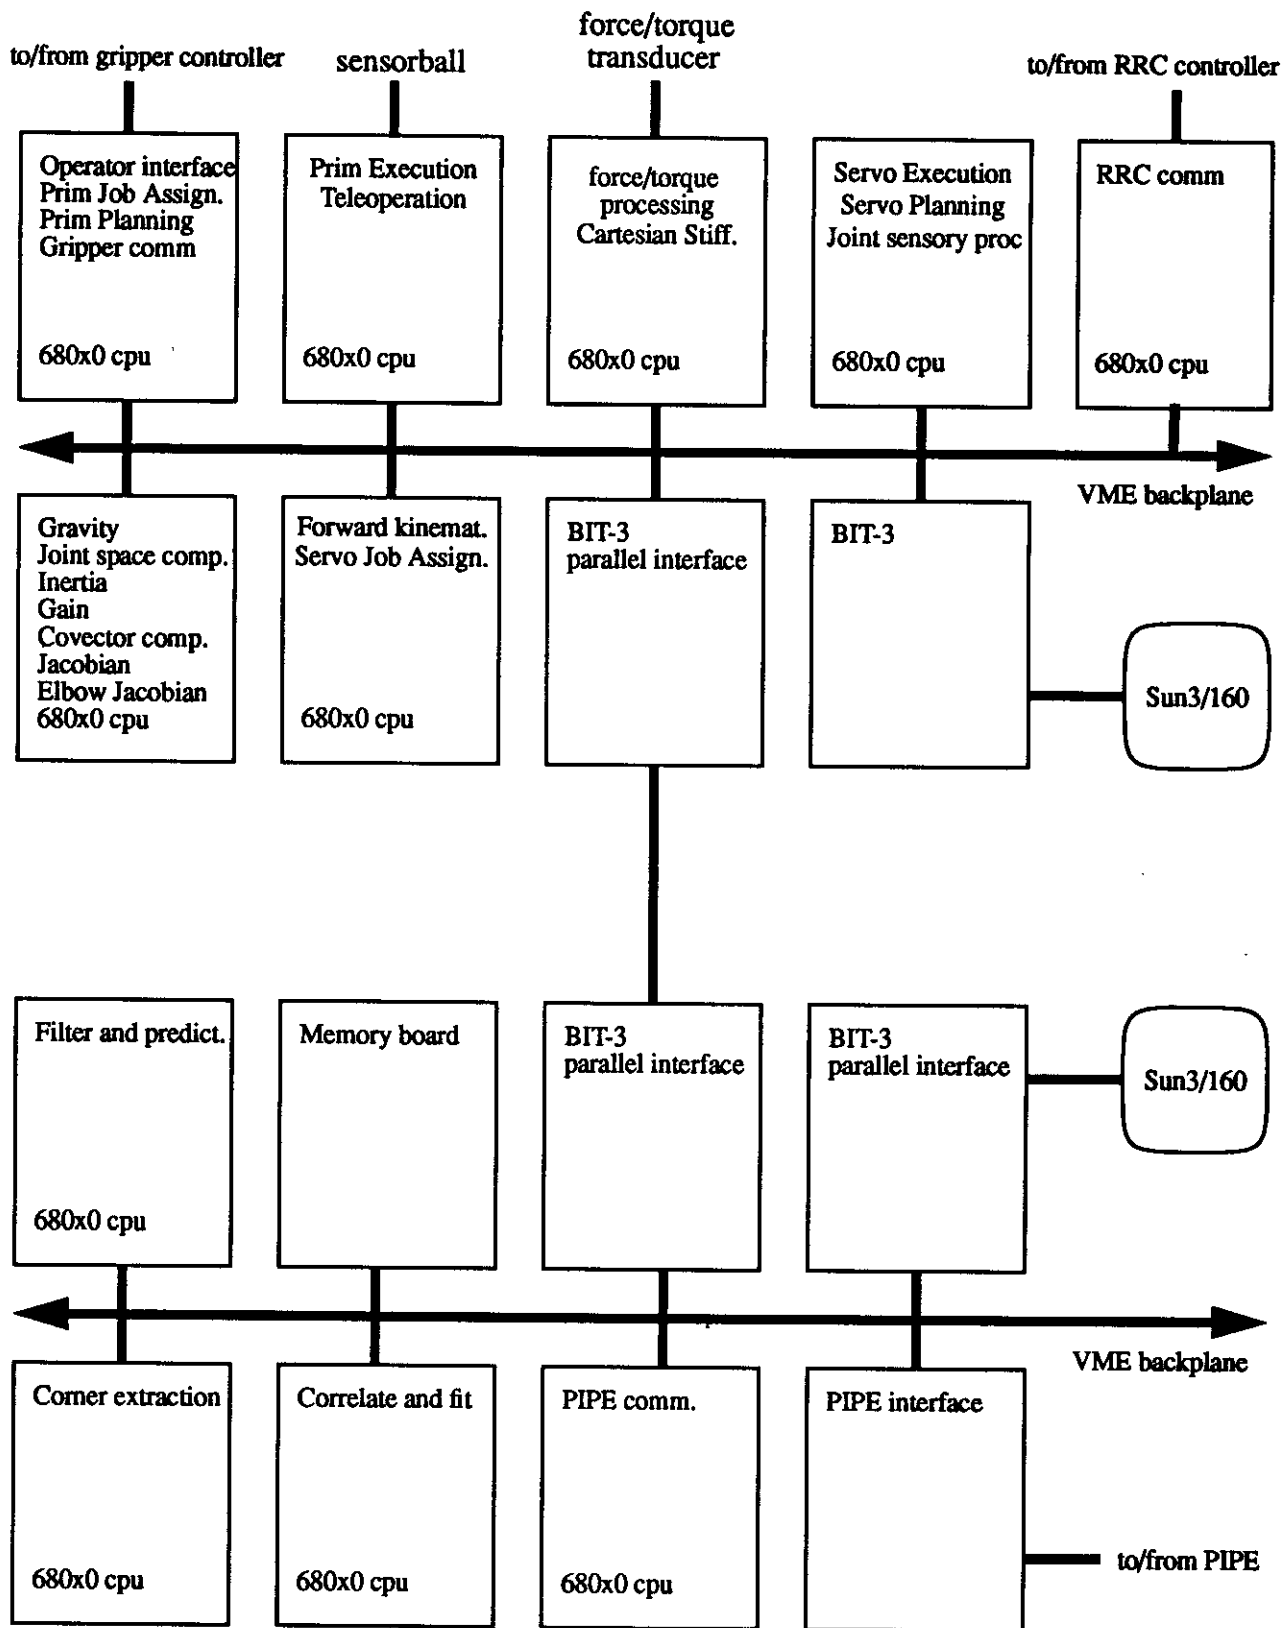 to/from gripper controller
sensorball
force/torque
transducer
to/from RRC controller
Operator interface
Prim Job Assign.
Prim Planning
Gripper comm
680x0 cpu
Prim Execution
Teleoperation
680x0 cpu
force/torque
processing
Cartesian Stiff.
680x0 cpu
Servo Execution
Servo Planning
Joint sensory proc
680x0 cpu
RRC comm
680x0 cpu
VME backplane
Gravity
Joint space comp.
Inertia
Gain
Covector comp.
Jacobian
Elbow Jacobian
680x0 cpu
Forward kinemat.
Servo Job Assign.
680x0 cpu
BIT-3
parallel interface
BIT-3
Sun3/160
Filter and predict.
680x0 cpu
Memory board
BIT-3
parallel interface
BIT-3
parallel interface
Sun3/160
VME backplane
Corner extraction
680x0 cpu
Correlate and fit
680x0 cpu
PIPE comm.
680x0 cpu
PIPE interface
to/from PIPE